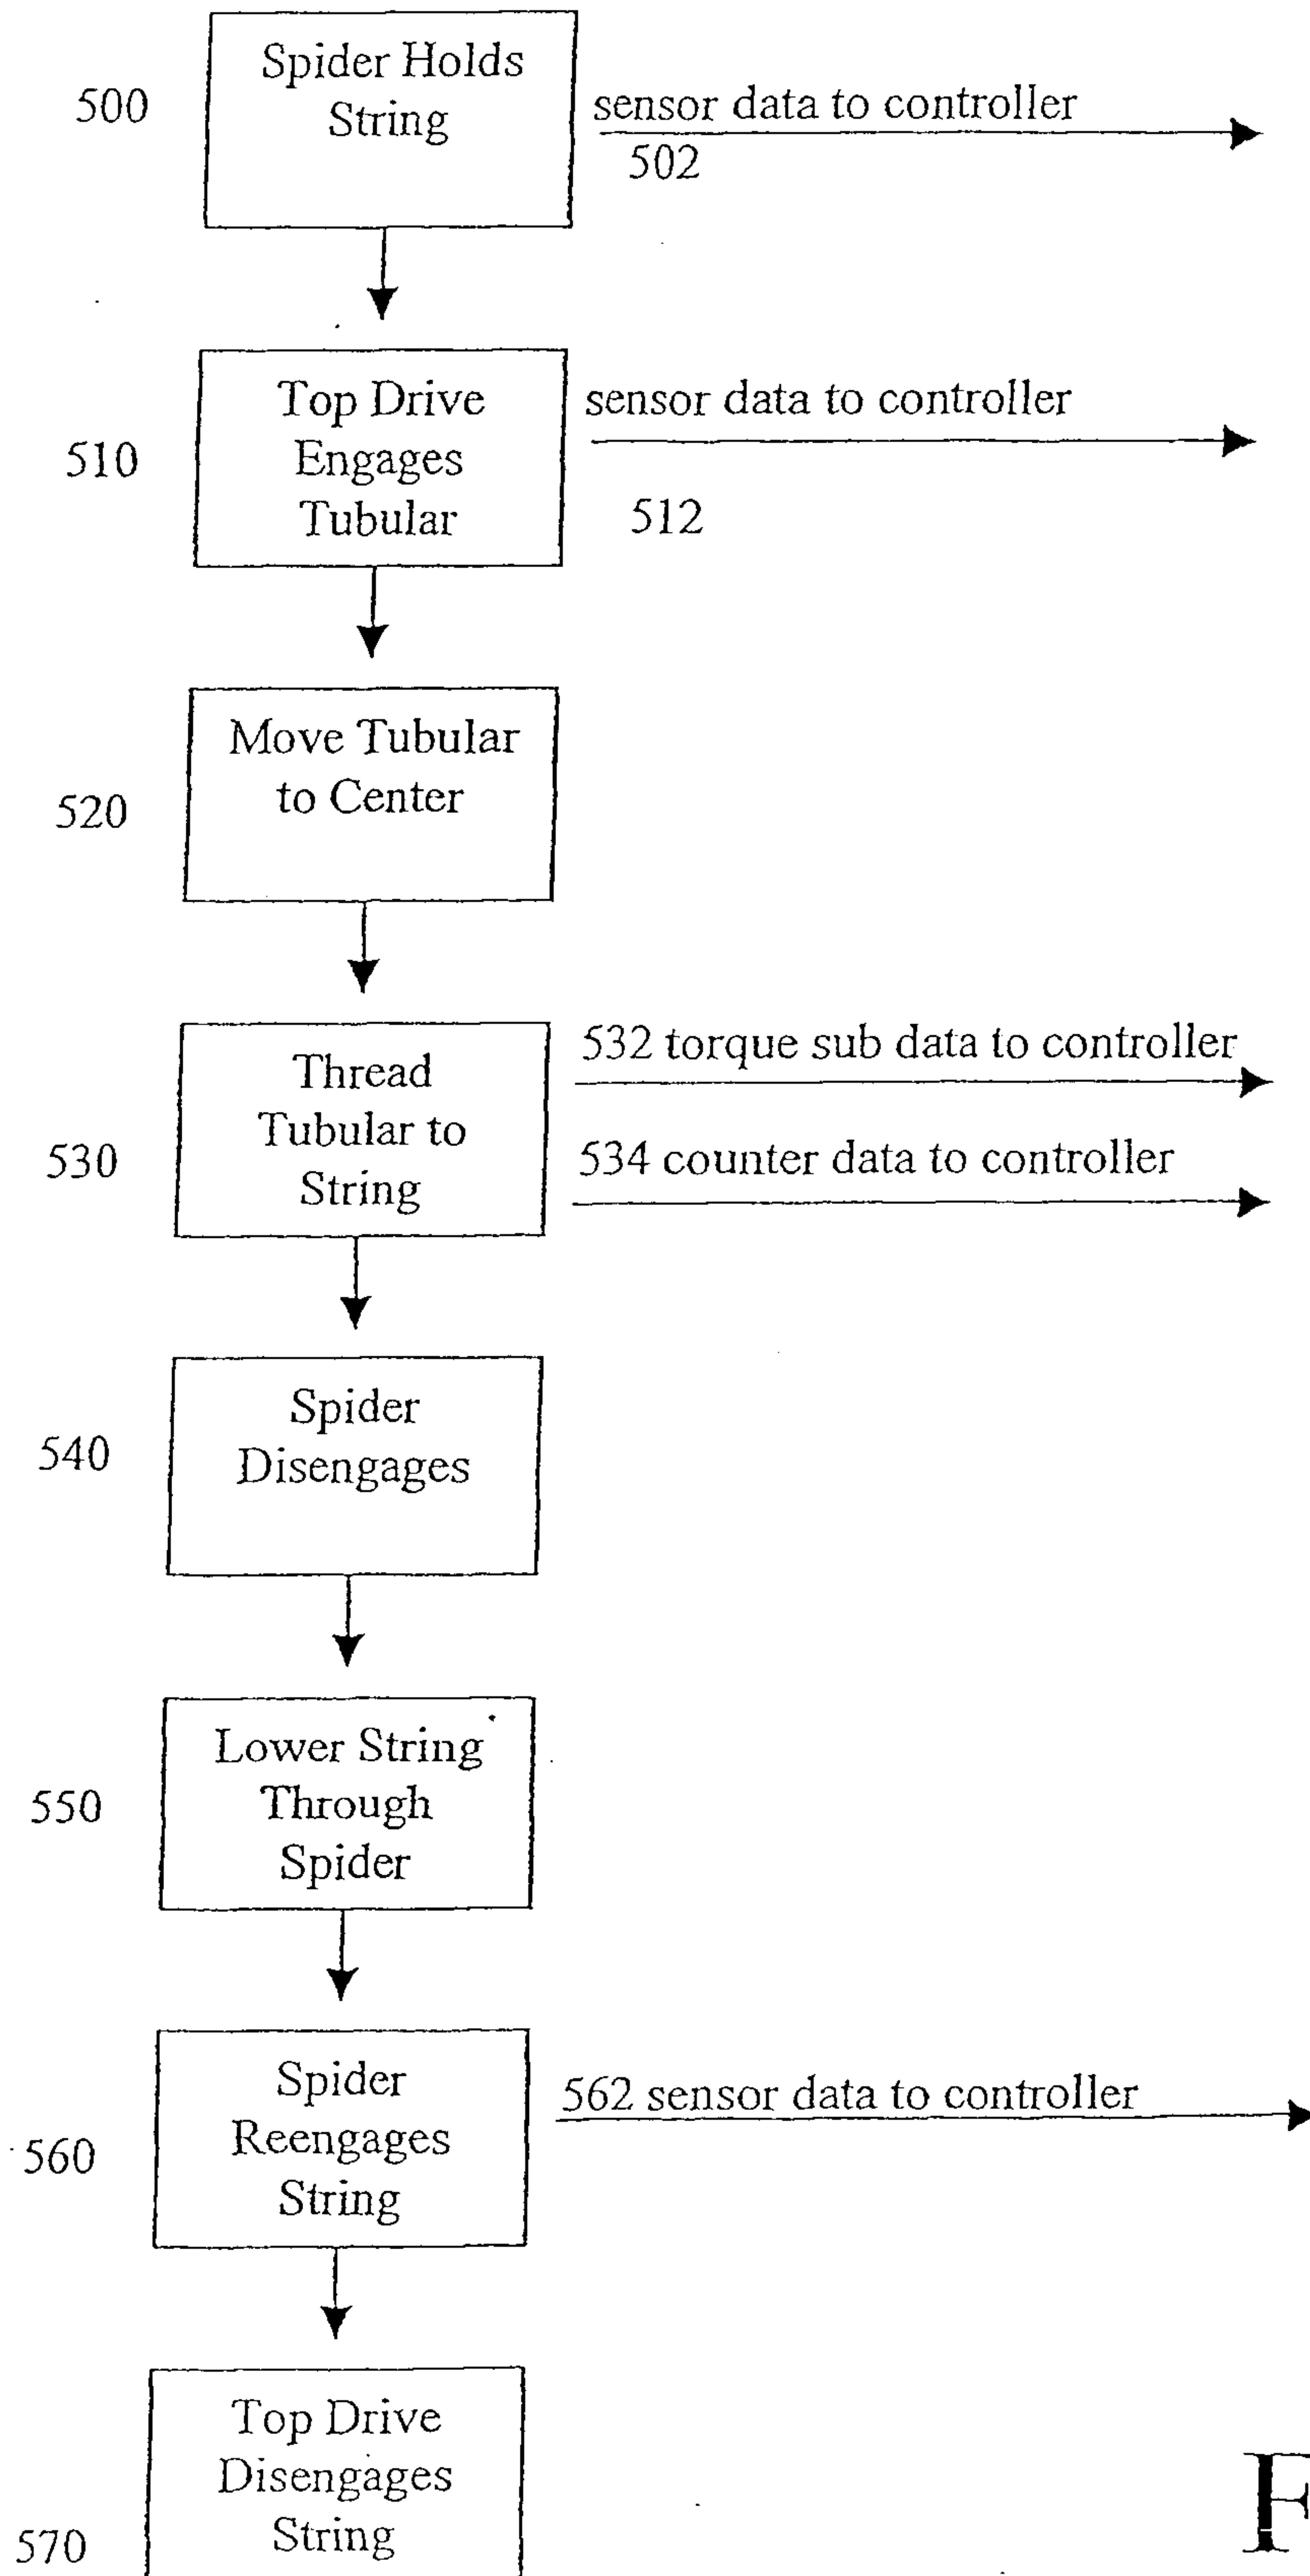 Spider Holds
String
500
sensor data to controller
502
Top Drive
Engages
Tubular
510
sensor data to controller
512
Move Tubular
to Center
520
Thread
Tubular to
String
530
532 torque sub data to controller
534 counter data to controller
Spider
Disengages
540
Lower String
Through
Spider
550
Spider
Reengages
String
560
562 sensor data to controller
Top Drive
Disengages
String
570
F